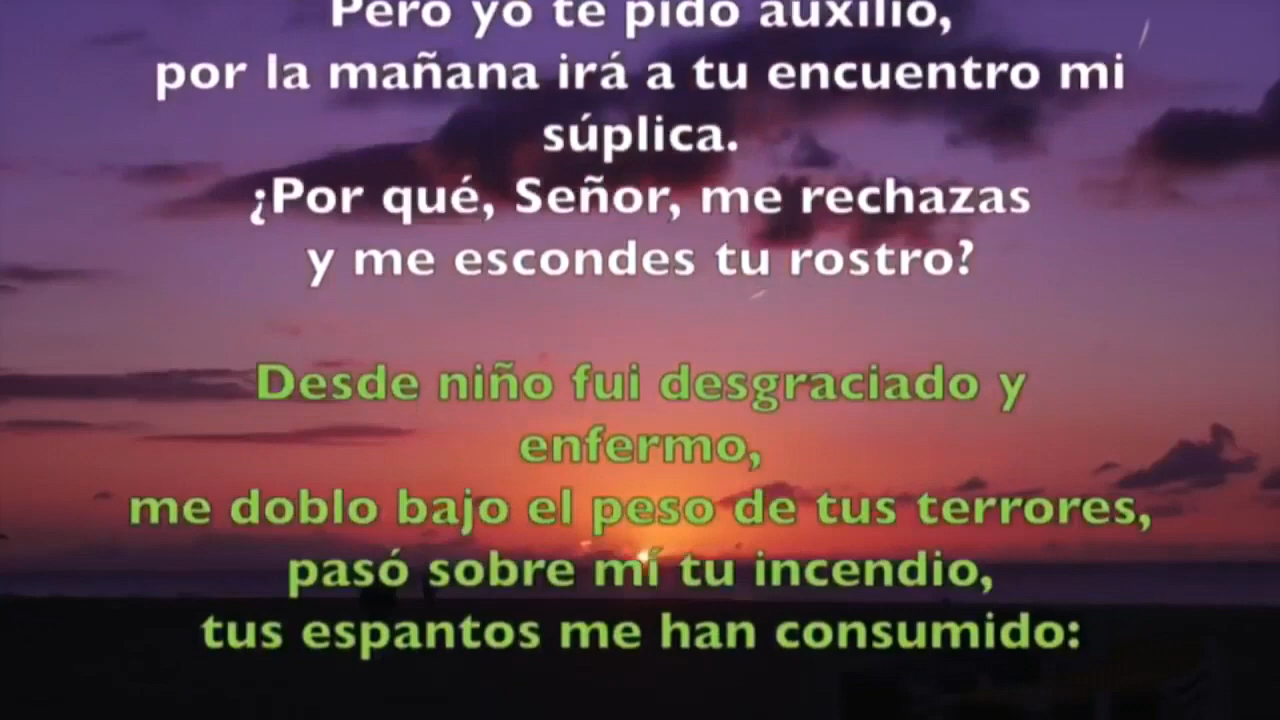 Pero yo te pido auxilio,
por la mañana irá a tu encuentro mi
súplica.
¿Por qué, Señor, me rechazas
y me escondes tu rostro?
Desde niño fui desgraciado y
enfermo,
me doblo bajo el peso de tus terrores,
pasó sobre mí tu incendio,
tus espantos me han consumido: